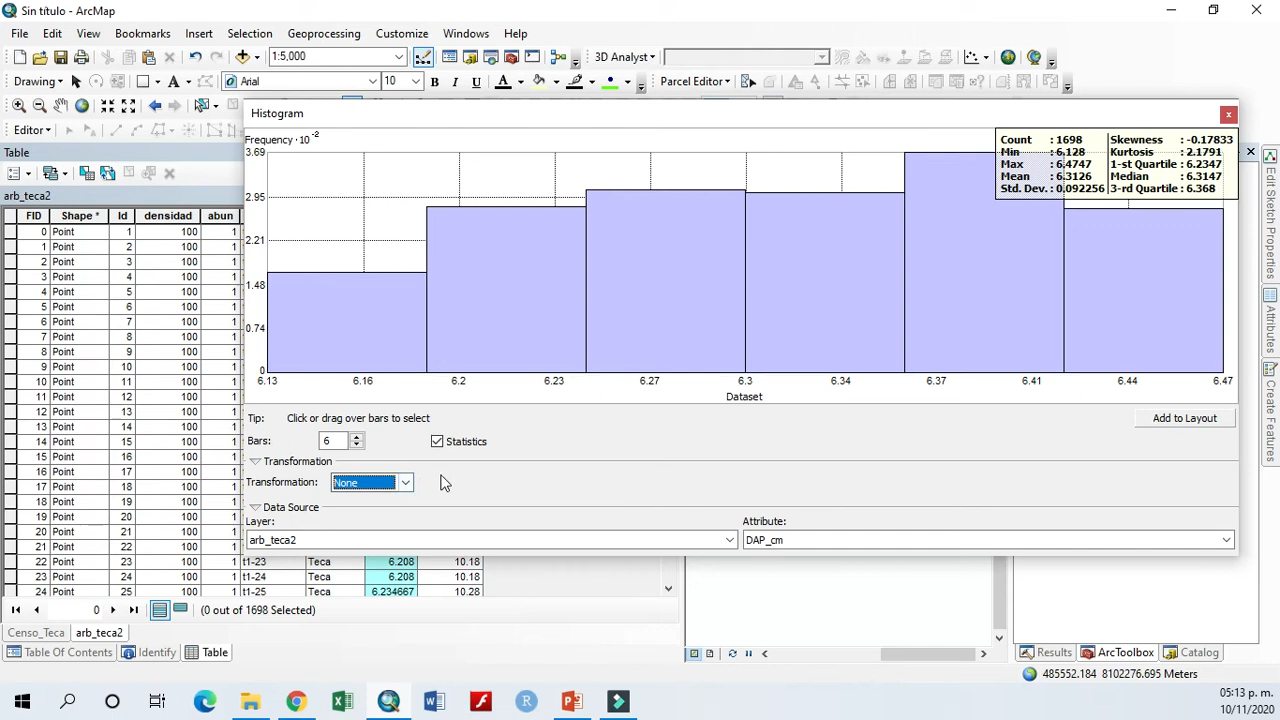 Sin título - ArcMap
File Edit View Bookmarks Insert Selection Geoprocessing Customize Windows Help
1:5,000 3D Analyst
Drawing Arial 10 B I U A Parcel Editor
Editor
Histogram
Table
arb_teca2
FID Shape * Id densidad abun
0 Point 1 100 1
1 Point 2 100 1
2 Point 3 100 1
3 Point 4 100 1
4 Point 5 100 1
5 Point 6 100 1
6 Point 7 100 1
7 Point 8 100 1
8 Point 9 100 1
9 Point 10 100 1
10 Point 11 100 1
11 Point 12 100 1
12 Point 13 100 1
13 Point 14 100 1
14 Point 15 100 1
15 Point 16 100 1
16 Point 17 100 1
17 Point 18 100 1
18 Point 19 100 1
19 Point 20 100 1
20 Point 21 100 1
21 Point 22 100 1
22 Point 23 100 1 t1-23 Teca 6.208 10.18
23 Point 24 100 1 t1-24 Teca 6.208 10.18
24 Point 25 100 1 t1-25 Teca 6.234667 10.28
Frequency · 10⁻²
3.69
2.95
2.21
1.48
0.74
0
6.13 6.16 6.2 6.23 6.27 6.3 6.34 6.37 6.41 6.44 6.47
Dataset
Count : 1698 Skewness : -0.17833
Min : 6.128 Kurtosis : 2.1791
Max : 6.4747 1-st Quartile : 6.2347
Mean : 6.3126 Median : 6.3147
Std. Dev. : 0.092256 3-rd Quartile : 6.368
Tip: Click or drag over bars to select Add to Layout
Bars: 6 Statistics
Transformation
Transformation: None
Data Source
Layer: Attribute:
arb_teca2 DAP_cm
0 (0 out of 1698 Selected)
Censo_Teca arb_teca2
Table Of Contents Identify Table
Results ArcToolbox Catalog
Edit Sketch Properties
Attributes
Create Features
485552.184 8102276.695 Meters
05:13 p. m.
10/11/2020